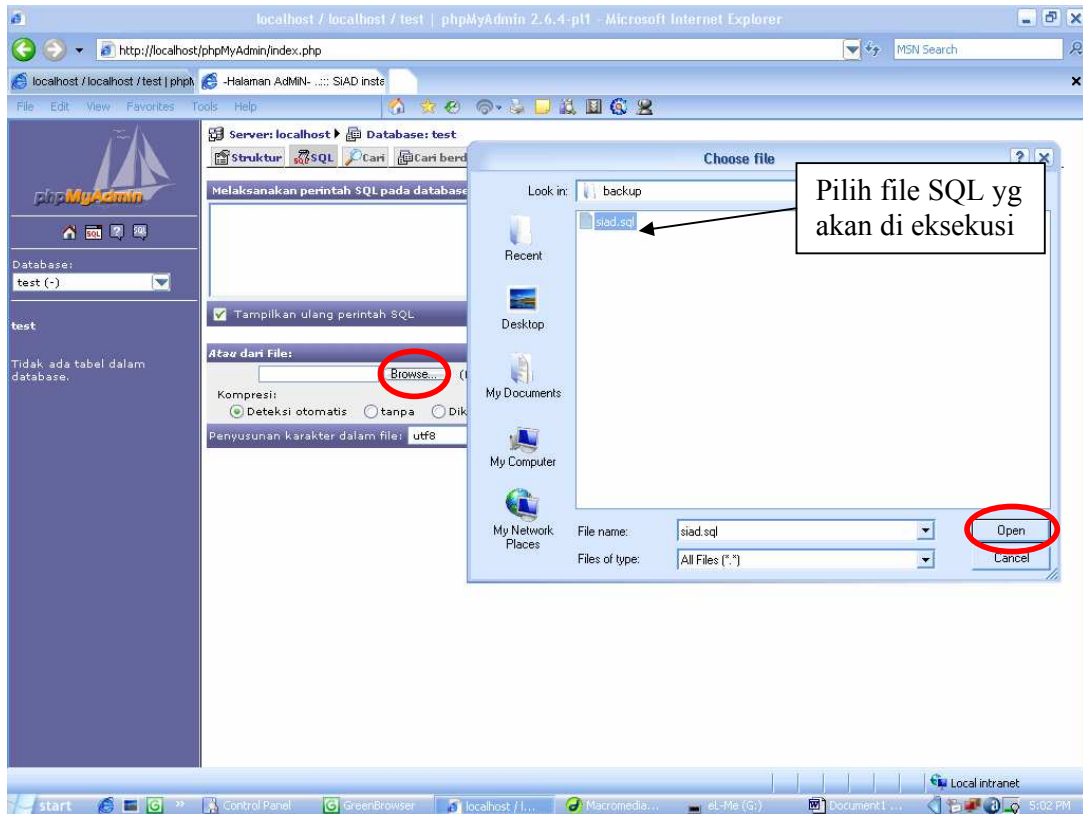 localhost / localhost / test | phpMyAdmin 2.6.4-pl1 - Microsoft Internet Explorer
http://localhost/phpMyAdmin/index.php
MSN Search
localhost / localhost / test | phpM
-Halaman AdMiN- ..::: SiAD inste
File Edit View Favorites Tools Help
phpMyAdmin
SQL
Database:
test (-)
test
Tidak ada tabel dalam
database.
Server: localhost Database: test
Struktur SQL Cari Cari berd
Melaksanakan perintah SQL pada database
Tampilkan ulang perintah SQL
Atau dari File:
Browse...
Kompresi:
Deteksi otomatis tanpa Dik
Penyusunan karakter dalam file: utf8
Choose file
Look in: backup
siad.sql
Pilih file SQL yg
akan di eksekusi
Recent
Desktop
My Documents
My Computer
My Network
Places
File name: siad.sql Open
Files of type: All Files (*.*) Cancel
Local intranet
start Control Panel GreenBrowser localhost / l... Macromedia... eL-Me (G:) Document1 ... 5:02 PM